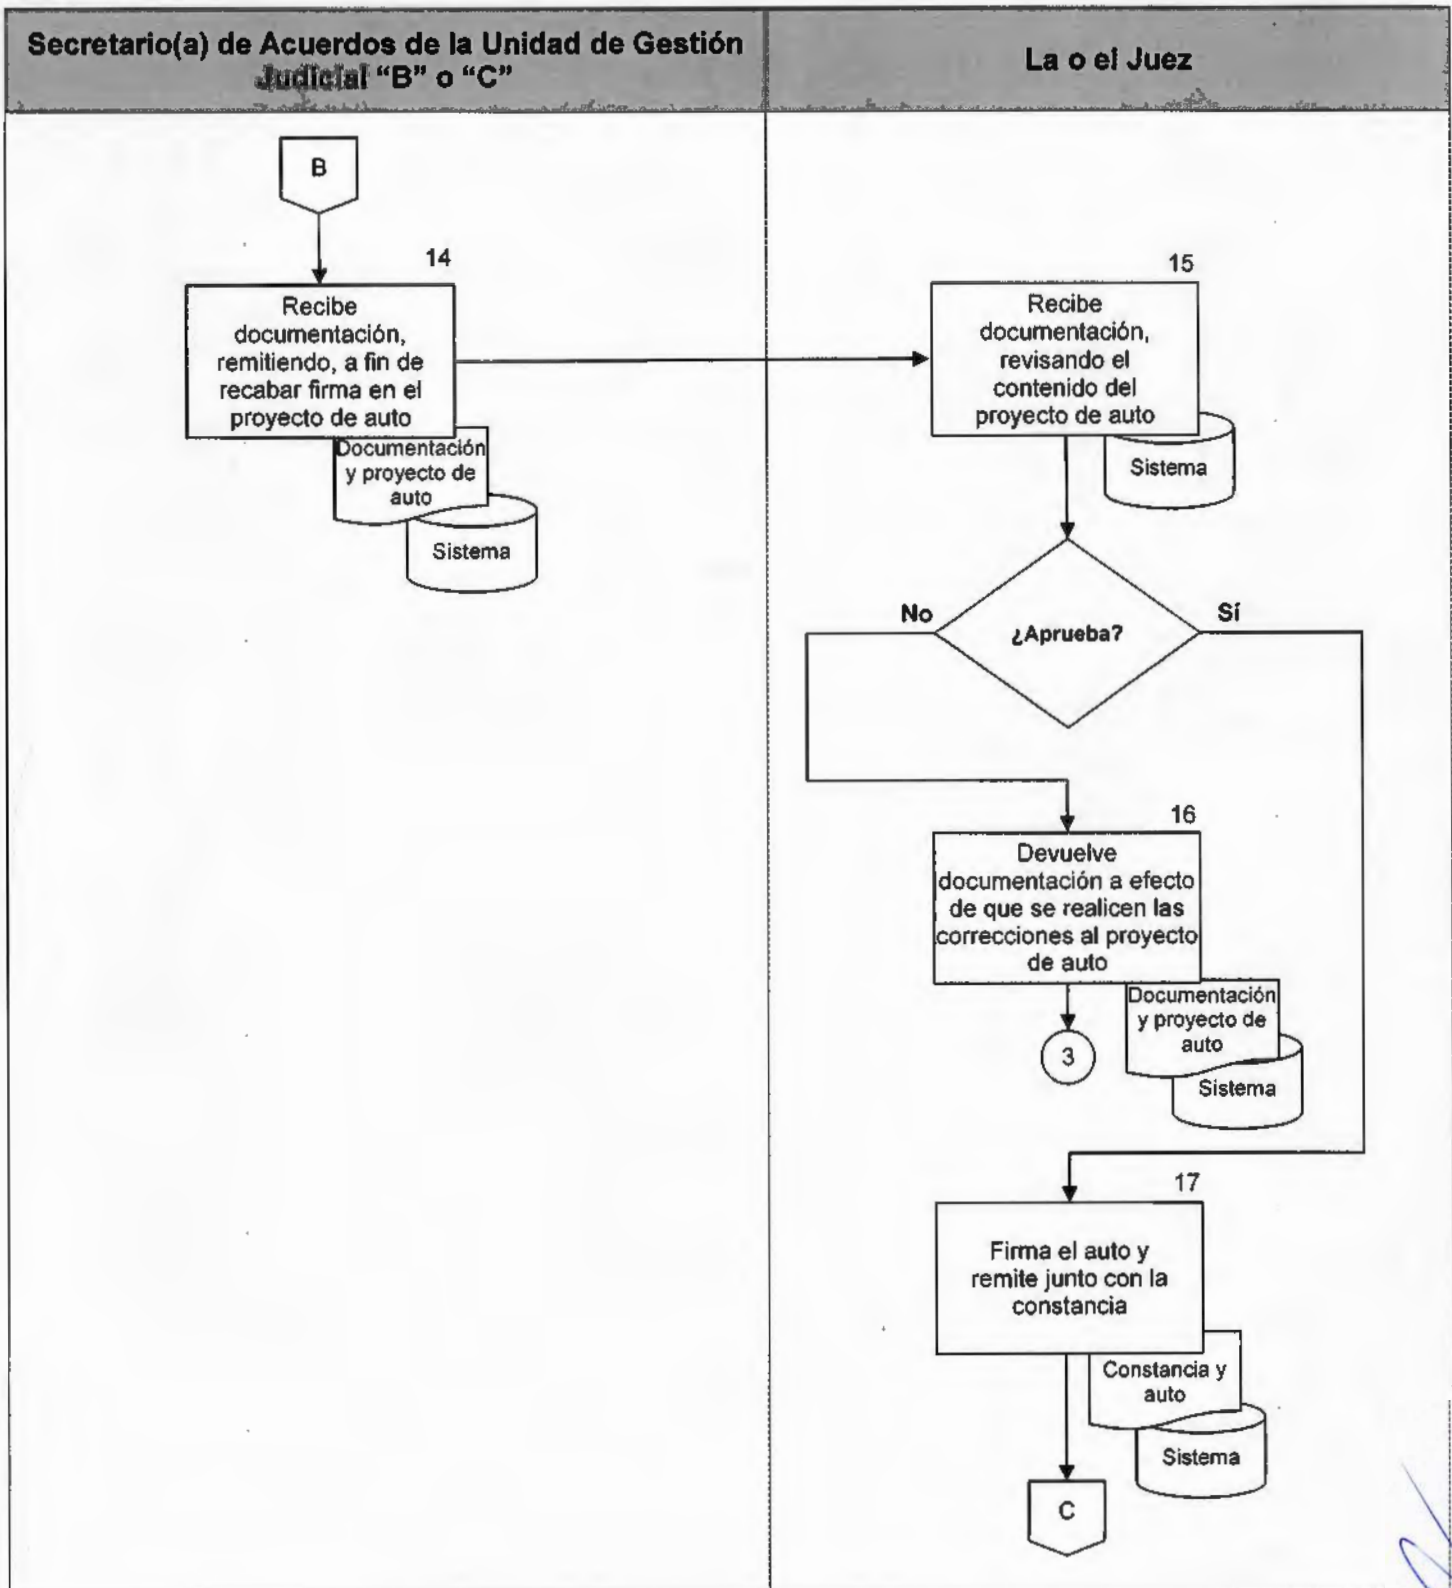 Secretario(a) de Acuerdos de la Unidad de Gestión
Judicial “B” o “C”
La o el Juez
B
14
Recibe
documentación,
remitiendo, a fin de
recabar firma en el
proyecto de auto
Documentación
y proyecto de
auto
Sistema
15
Recibe
documentación,
revisando el
contenido del
proyecto de auto
Sistema
No
¿Aprueba?
Sí
16
Devuelve
documentación a efecto
de que se realicen las
correcciones al proyecto
de auto
Documentación
y proyecto de
auto
Sistema
3
17
Firma el auto y
remite junto con la
constancia
Constancia y
auto
Sistema
C